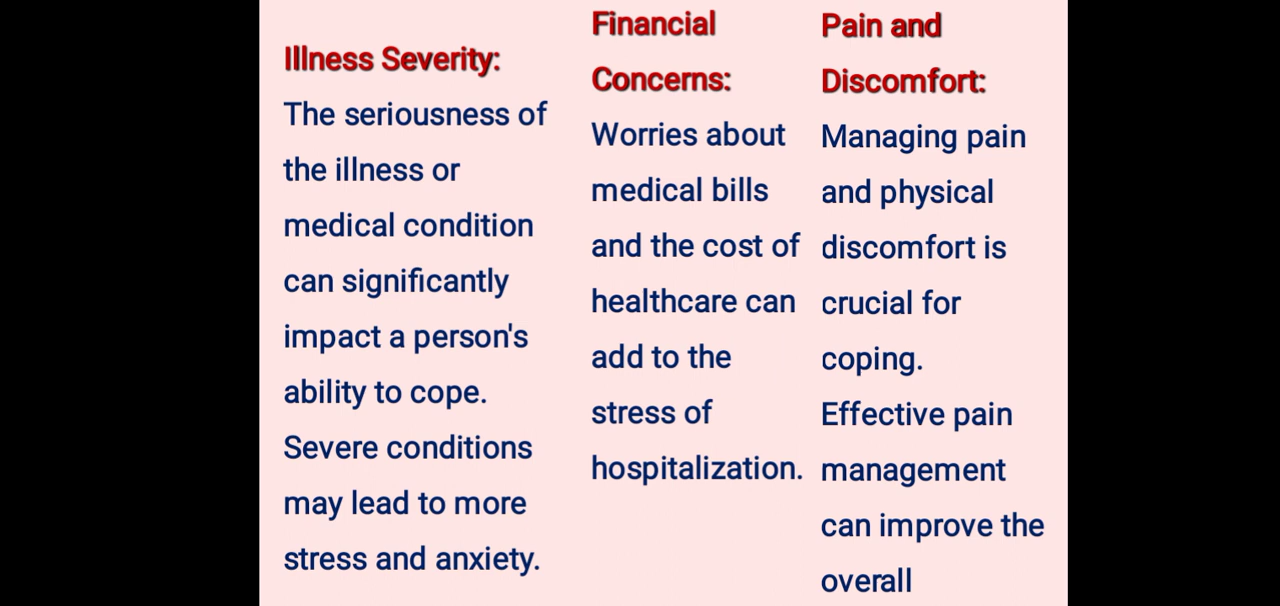 Illness Severity:
The seriousness of
the illness or
medical condition
can significantly
impact a person's
ability to cope.
Severe conditions
may lead to more
stress and anxiety.
Financial
Concerns:
Worries about
medical bills
and the cost of
healthcare can
add to the
stress of
hospitalization.
Pain and
Discomfort:
Managing pain
and physical
discomfort is
crucial for
coping.
Effective pain
management
can improve the
overall